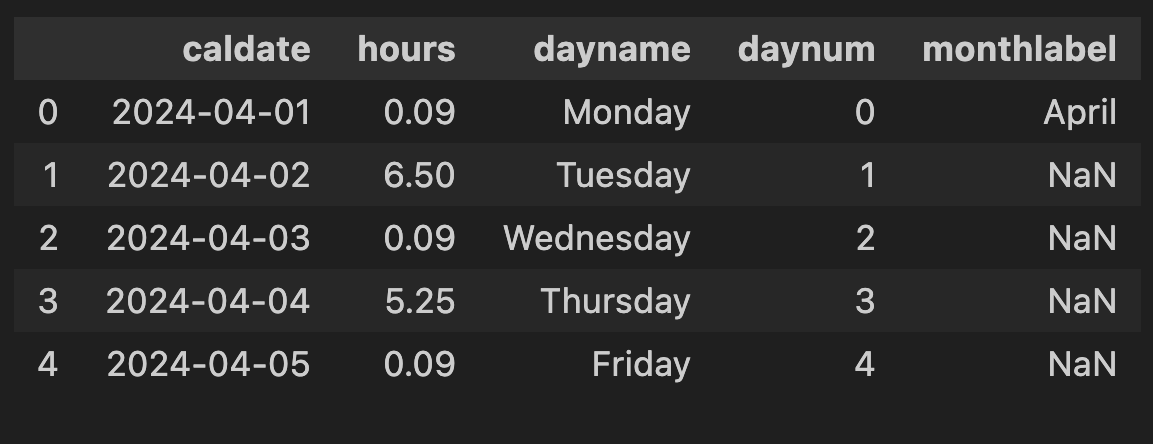 caldate hours dayname daynum monthlabel
0 2024-04-01 0.09 Monday 0 April
1 2024-04-02 6.50 Tuesday 1 NaN
2 2024-04-03 0.09 Wednesday 2 NaN
3 2024-04-04 5.25 Thursday 3 NaN
4 2024-04-05 0.09 Friday 4 NaN